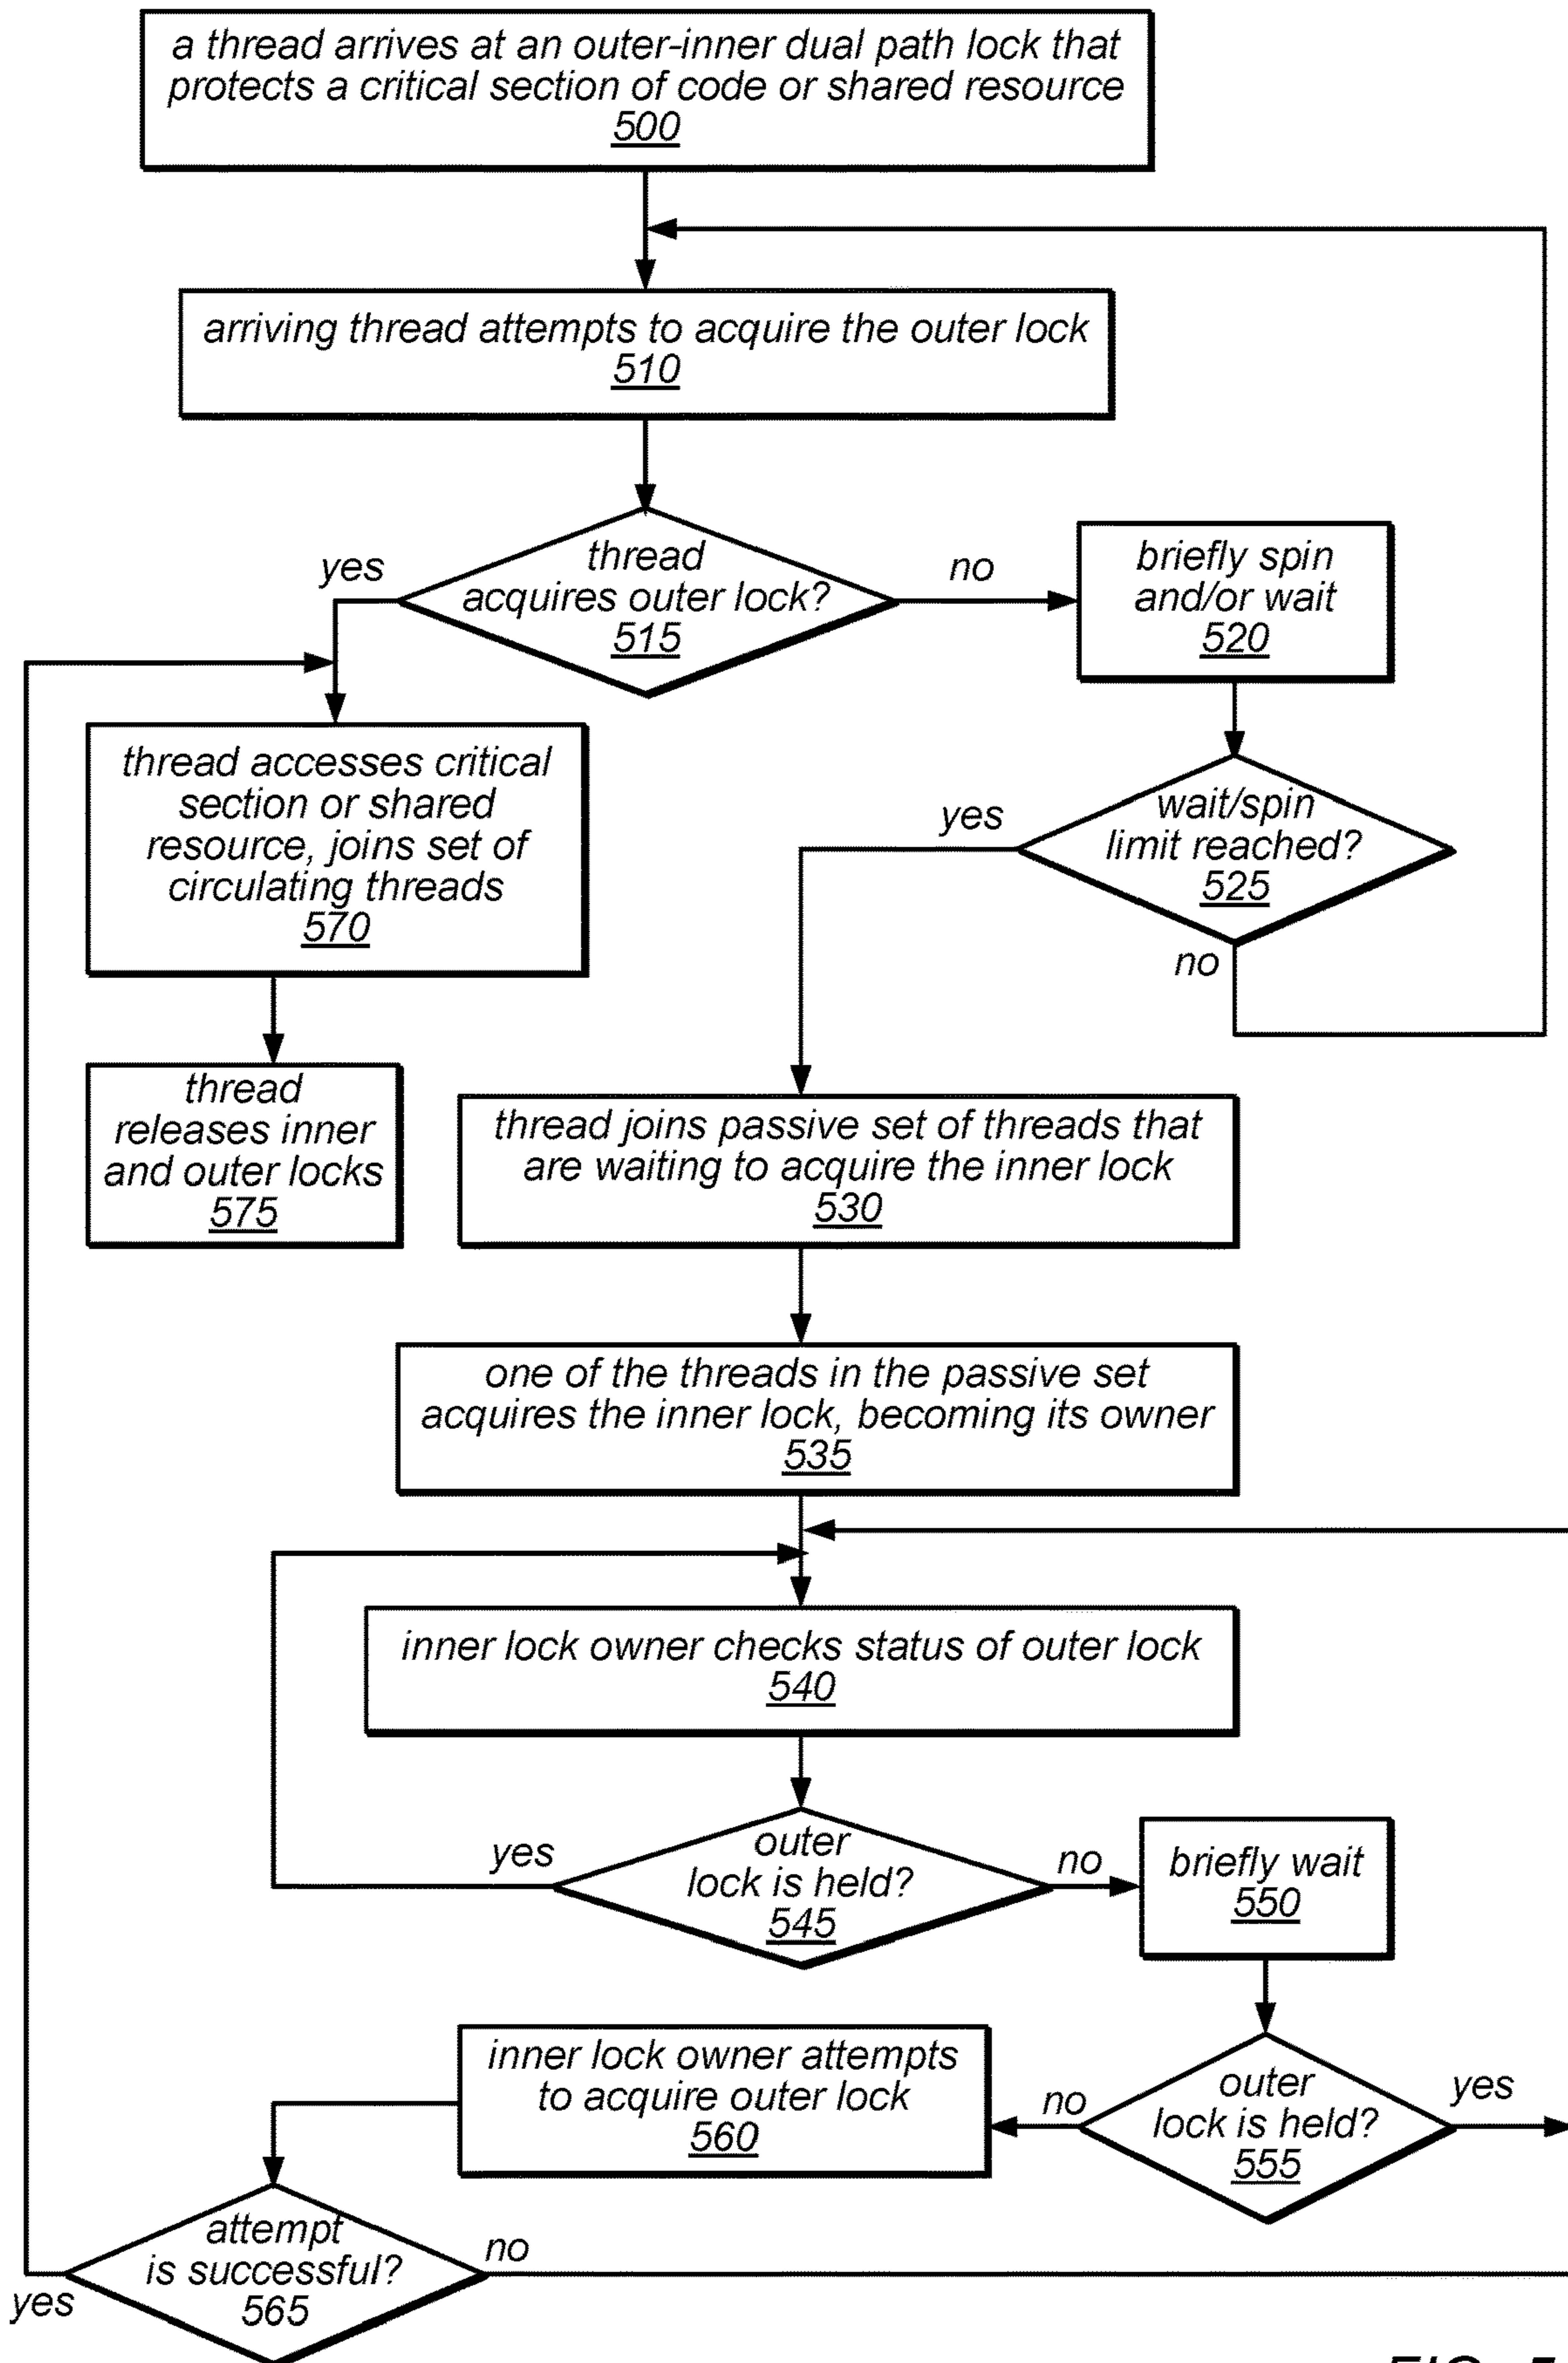 a thread arrives at an outer-inner dual path lock that
protects a critical section of code or shared resource
500
arriving thread attempts to acquire the outer lock
510
thread
acquires outer lock?
515
yes
no
briefly spin
and/or wait
520
wait/spin
limit reached?
525
yes
no
thread accesses critical
section or shared
resource, joins set of
circulating threads
570
thread
releases inner
and outer locks
575
thread joins passive set of threads that
are waiting to acquire the inner lock
530
one of the threads in the passive set
acquires the inner lock, becoming its owner
535
inner lock owner checks status of outer lock
540
outer
lock is held?
545
yes
no
briefly wait
550
outer
lock is held?
555
no
yes
inner lock owner attempts
to acquire outer lock
560
attempt
is successful?
565
no
yes